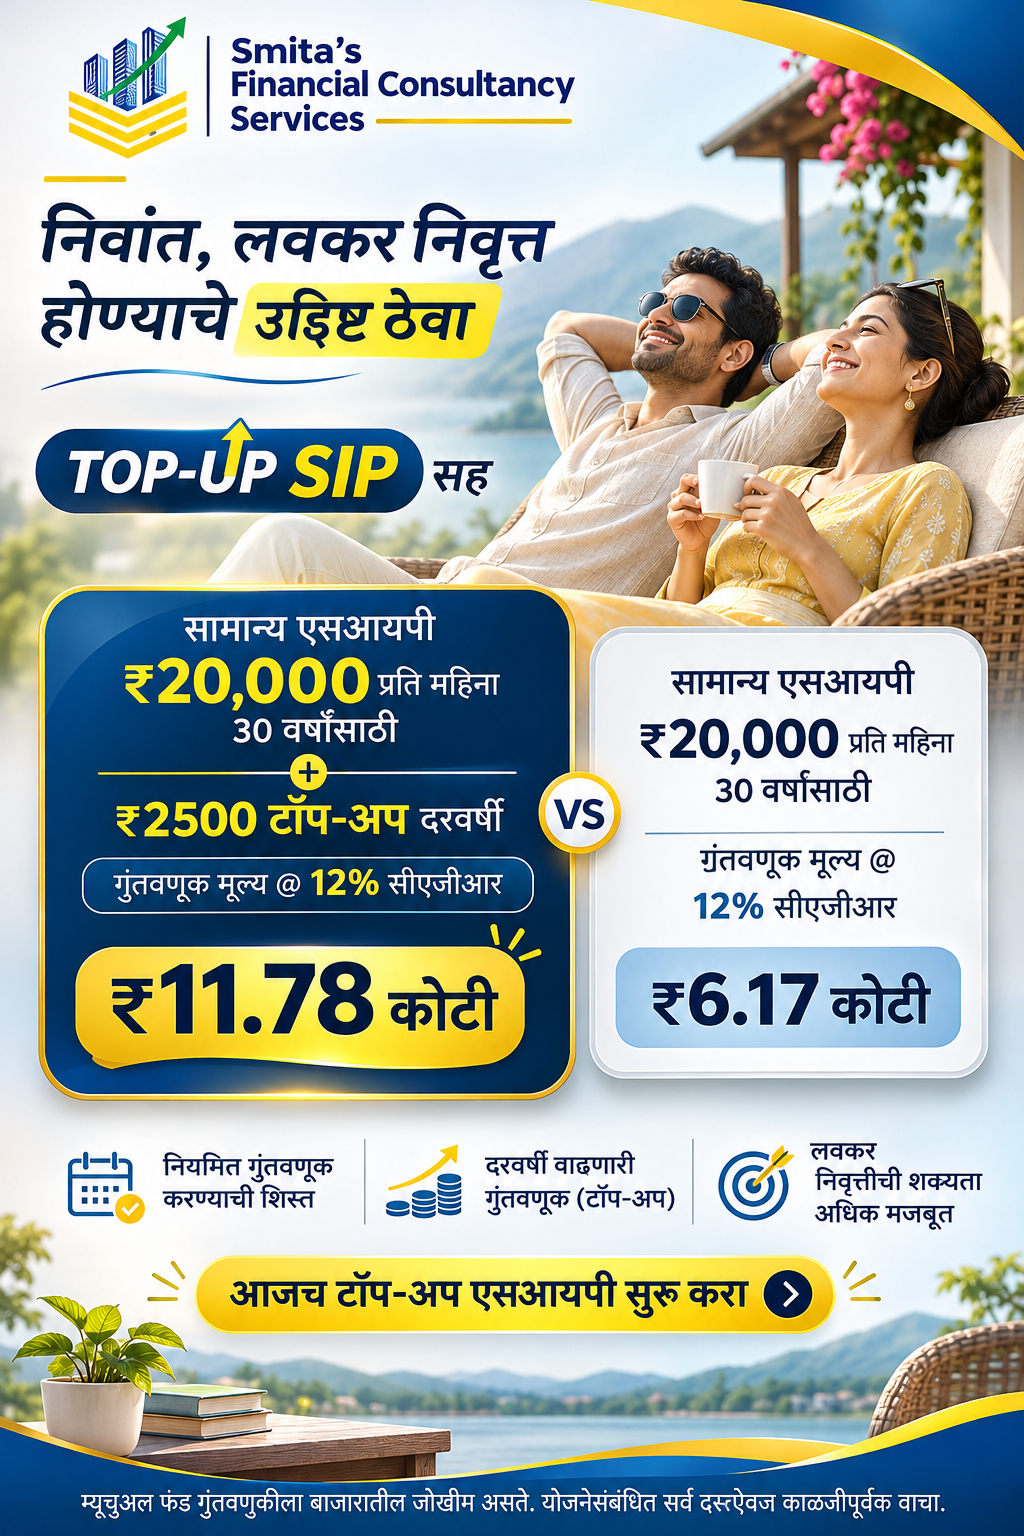 Smita's
Financial Consultancy
Services
निवांत, लवकर निवृत्त
होण्याचे उद्दिष्ट ठेवा
TOP-UP SIP सह
सामान्य एसआयपी
₹20,000 प्रति महिना
30 वर्षांसाठी
+
₹2500 टॉप-अप दरवर्षी
गुंतवणूक मूल्य @ 12% सीएजीआर
₹11.78 कोटी
VS
सामान्य एसआयपी
₹20,000 प्रति महिना
30 वर्षांसाठी
गुंतवणूक मूल्य @
12% सीएजीआर
₹6.17 कोटी
नियमित गुंतवणूक
करण्याची शिस्त
दरवर्षी वाढणारी
गुंतवणूक (टॉप-अप)
लवकर
निवृत्तीची शक्यता
अधिक मजबूत
आजच टॉप-अप एसआयपी सुरू करा
म्युचुअल फंड गुंतवणुकीला बाजारातील जोखीम असते. योजनेसंबंधित सर्व दस्तऐवज काळजीपूर्वक वाचा.